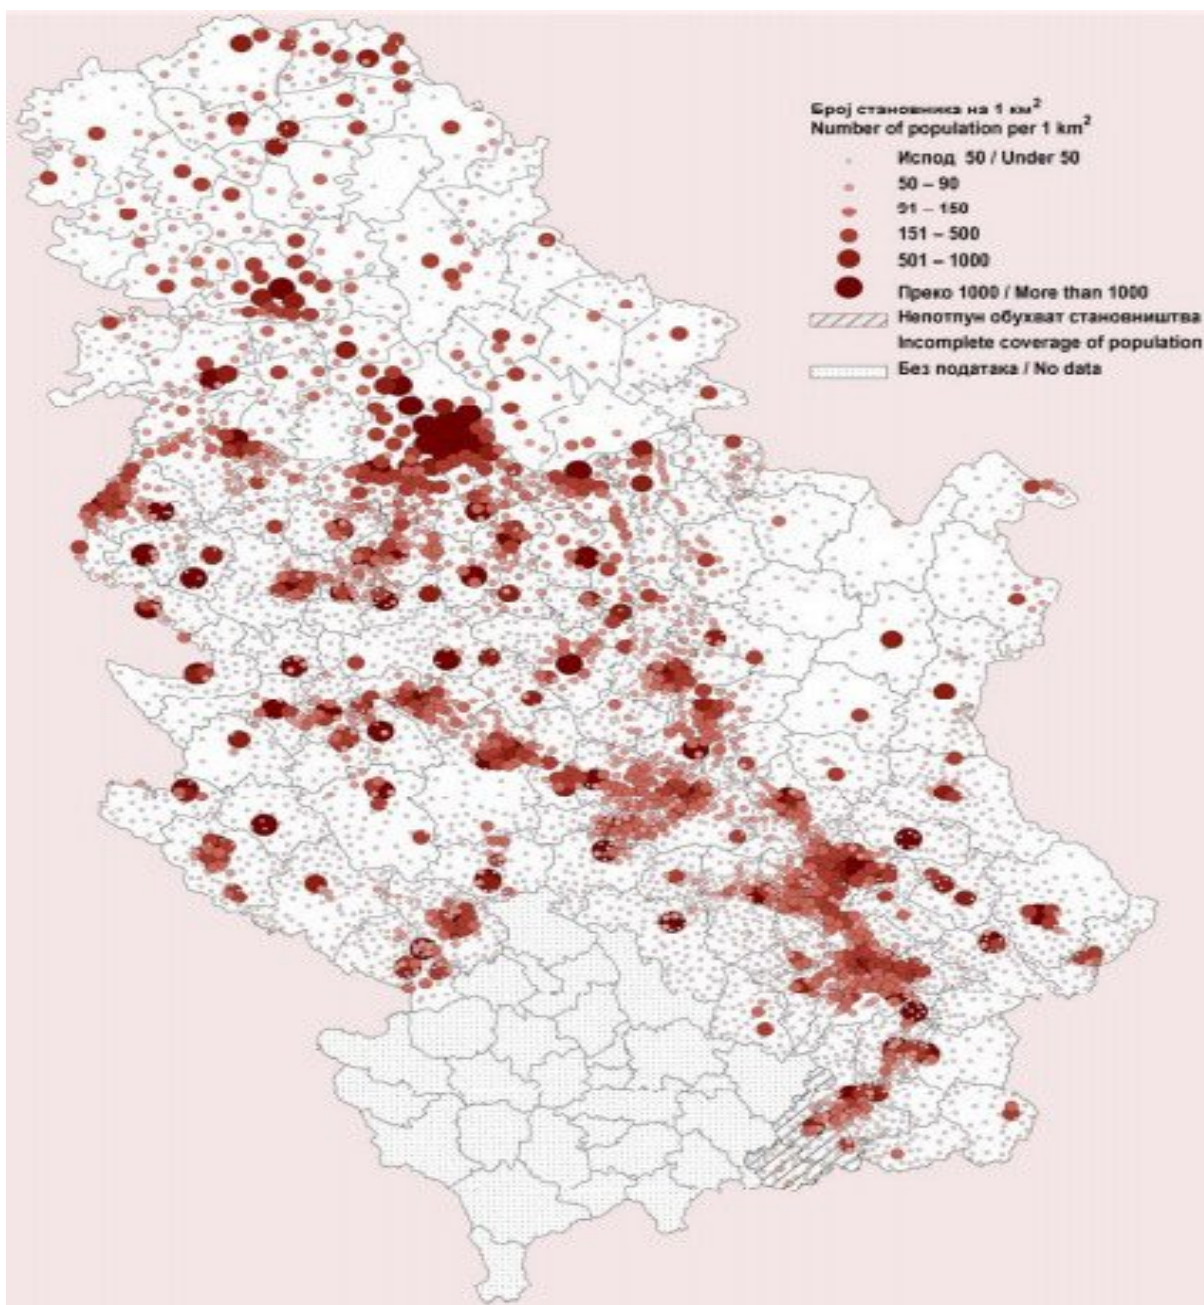 Број становника на 1 км²
Number of population per 1 km²
Испод 50 / Under 50
50 – 90
91 – 150
151 – 500
501 – 1000
Преко 1000 / More than 1000
Непотпун обухват становништва
Incomplete coverage of population
Без података / No data